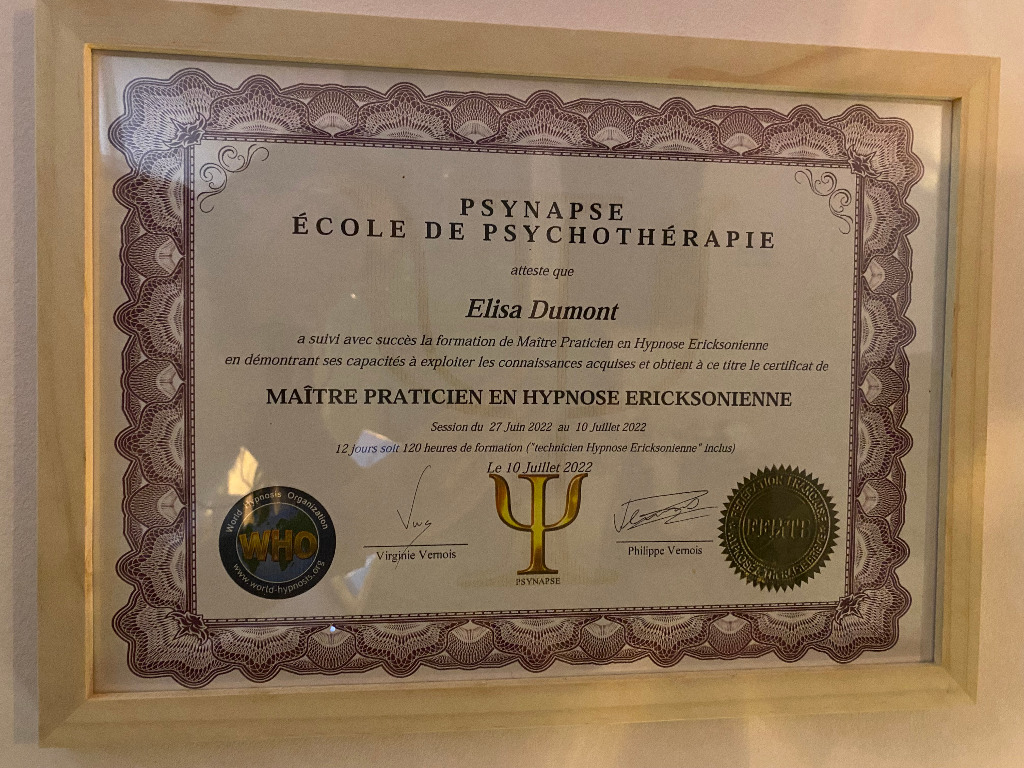 PSYNAPSE
ÉCOLE DE PSYCHOTHÉRAPIE
atteste que
Elisa Dumont
a suivi avec succès la formation de Maître Praticien en Hypnose Ericksonienne
en démontrant ses capacités à exploiter les connaissances acquises et obtient à ce titre le certificat de
MAÎTRE PRATICIEN EN HYPNOSE ERICKSONIENNE
Session du 27 Juin 2022 au 10 Juillet 2022
12 jours soit 120 heures de formation ("technicien Hypnose Ericksonienne" inclus)
Le 10 Juillet 2022
World Hypnosis Organization
WHO
www.world-hypnosis.org
Virginie Vernois
PSYNAPSE
Philippe Vernois